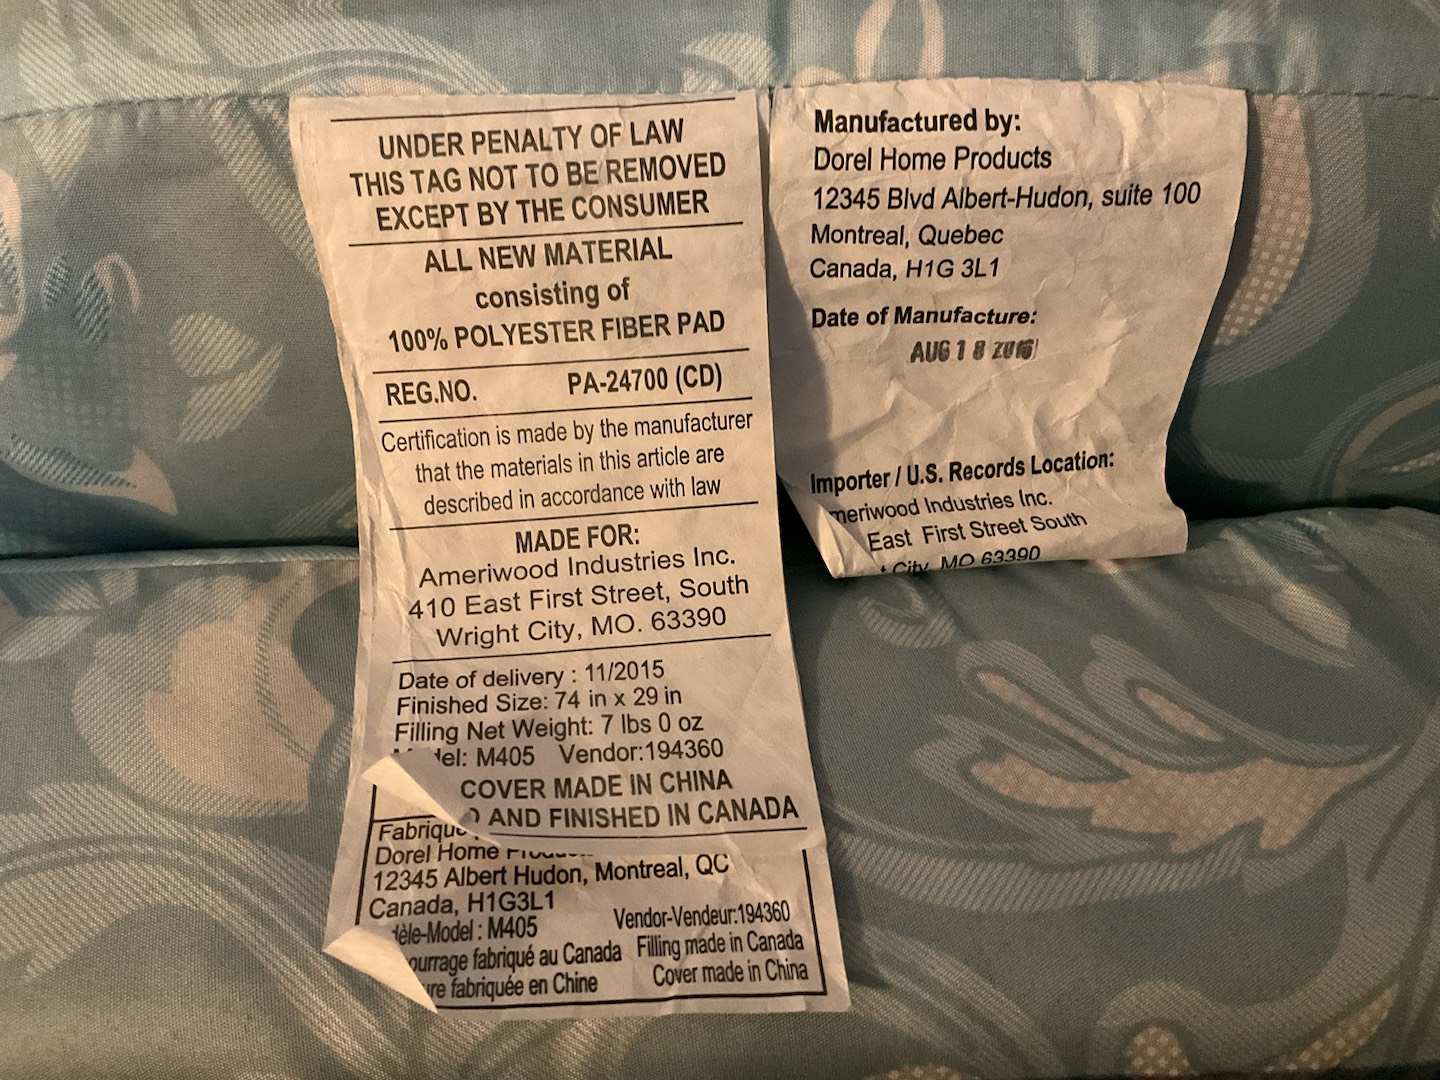 UNDER PENALTY OF LAW
THIS TAG NOT TO BE REMOVED
EXCEPT BY THE CONSUMER
ALL NEW MATERIAL
consisting of
100% POLYESTER FIBER PAD
REG.NO. PA-24700 (CD)
Certification is made by the manufacturer
that the materials in this article are
described in accordance with law
MADE FOR:
Ameriwood Industries Inc.
410 East First Street, South
Wright City, MO. 63390
Date of delivery : 11/2015
Finished Size: 74 in x 29 in
Filling Net Weight: 7 lbs 0 oz
M405 Vendor:194360
COVER MADE IN CHINA
AND FINISHED IN CANADA
Dorel Home
12345 Albert Hudon, Montreal, QC
Canada, H1G3L1
M405 Vendor-Vendeur:194360
fabriqué au Canada Filling made in Canada
fabriquée en Chine Cover made in China
Manufactured by:
Dorel Home Products
12345 Blvd Albert-Hudon, suite 100
Montreal, Quebec
Canada, H1G 3L1
Date of Manufacture:
AUG 18
Importer / U.S. Records Location:
Industries Inc.
East First Street South
City, MO 63390